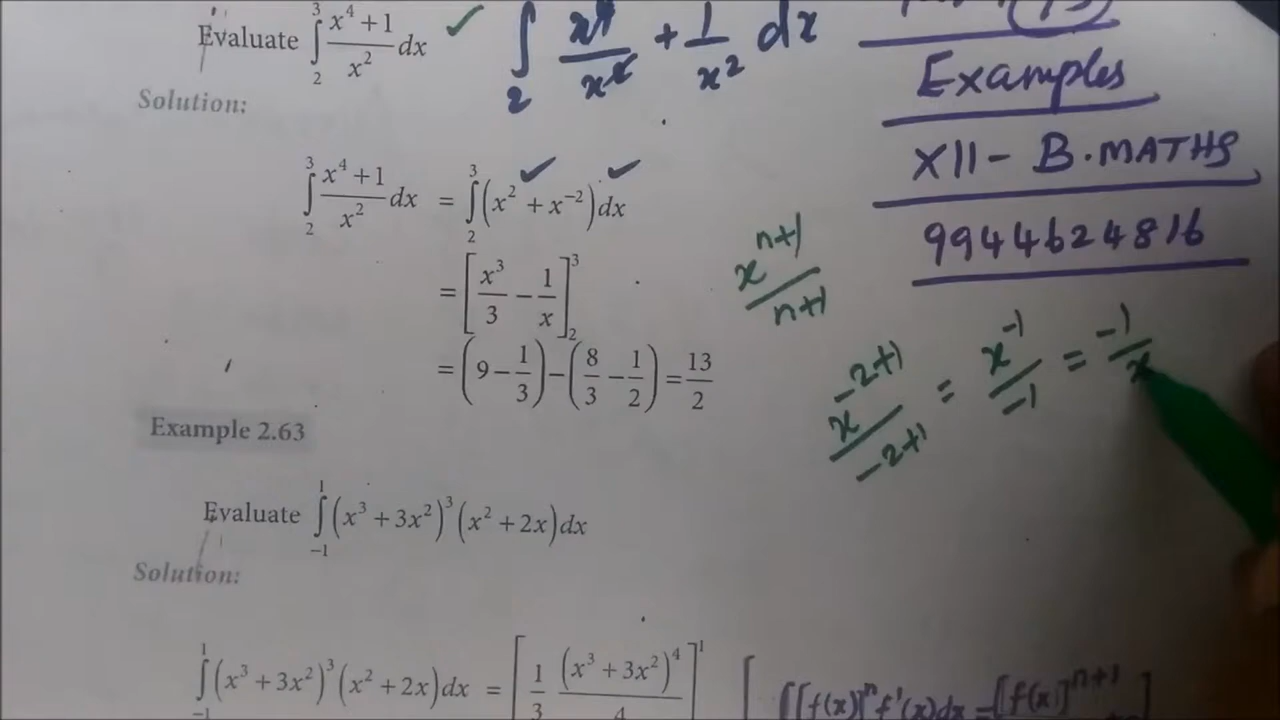 Evaluate ∫₂³ (x⁴+1)/x² dx ✓ ∫₂ x⁴/x² + 1/x² dx
Examples
Solution:
XII - B.MATHS
∫₂³ (x⁴+1)/x² dx = ∫₂³ (x² + x⁻²) dx
9944624816
= [x³/3 − 1/x]₂³
x^(n+1)/(n+1)
= (9 − 1/3) − (8/3 − 1/2) = 13/2
x^(−2+1)/(−2+1) = x⁻¹/−1 = −1/x
Example 2.63
Evaluate ∫₋₁¹ (x³ + 3x²)³ (x² + 2x) dx
Solution:
∫₋₁¹ (x³ + 3x²)³ (x² + 2x) dx = [1/3 (x³ + 3x²)⁴/4]¹ [∫[f(x)]ⁿ f'(x)dx = [f(x)]ⁿ⁺¹]